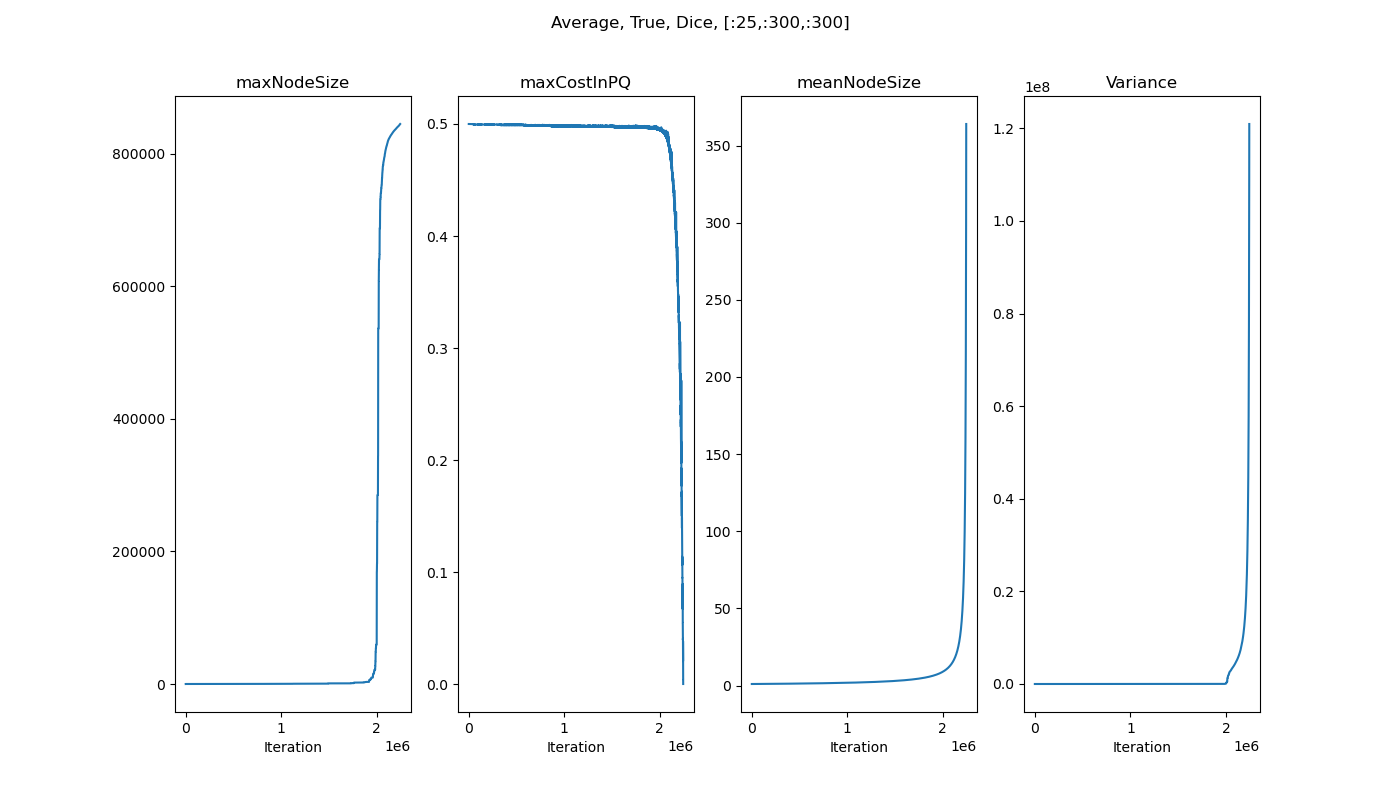 Average, True, Dice, [:25,:300,:300]
maxNodeSize
800000
600000
400000
200000
0
0 1 2
Iteration 1e6
maxCostInPQ
0.5
0.4
0.3
0.2
0.1
0.0
0 1 2
Iteration 1e6
meanNodeSize
350
300
250
200
150
100
50
0
0 1 2
Iteration 1e6
Variance
1e8
1.2
1.0
0.8
0.6
0.4
0.2
0.0
0 1 2
Iteration 1e6